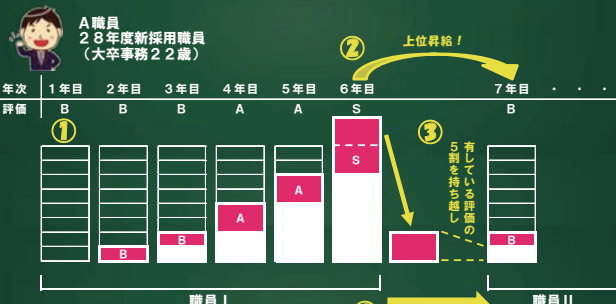 A職員
28年度新採用職員
(大卒事務22歳)
② 上位昇給!
年次 1年目 2年目 3年目 4年目 5年目 6年目 7年目 ・ ・ ・
評価 B B B A A S B
① ③
有している評価の
5割を持ち越し
S
A
A
B
B
B
職員Ⅰ 職員Ⅱ